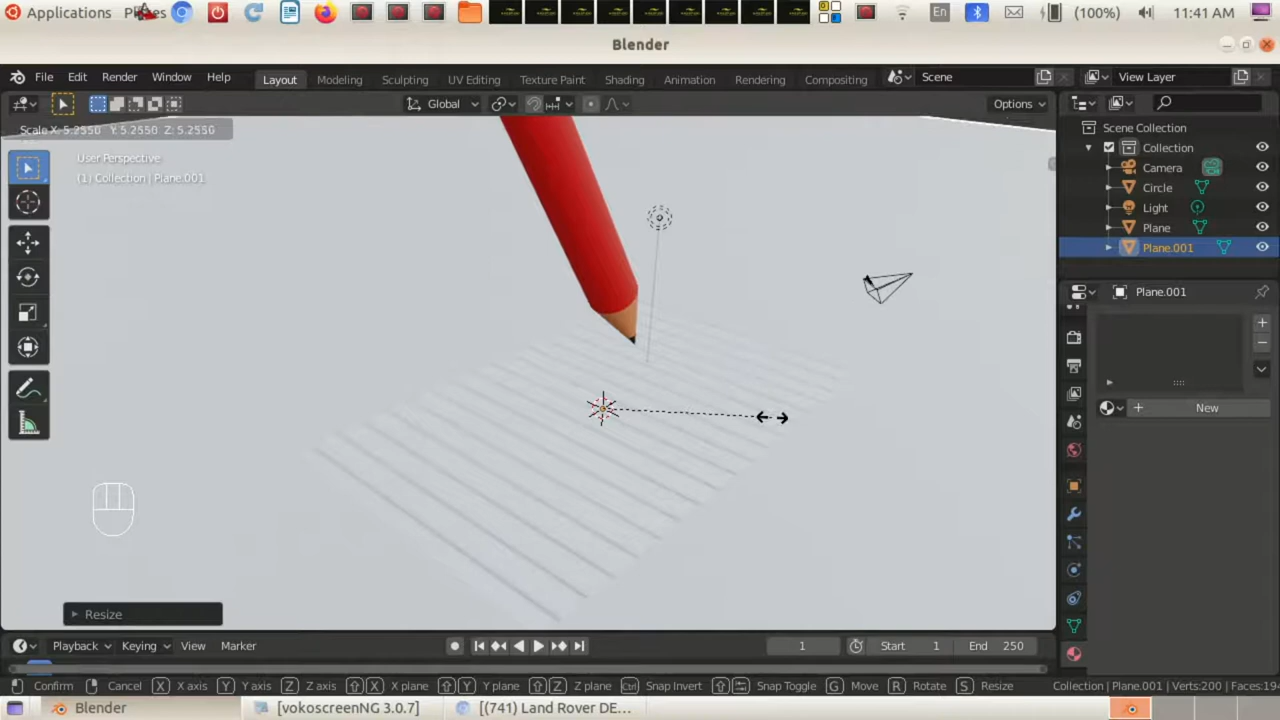 Applications Places En (100%) 11:41 AM
Blender
File Edit Render Window Help Layout Modeling Sculpting UV Editing Texture Paint Shading Animation Rendering Compositing Scene View Layer
Global Options
Scale X: 5.2550 Y: 5.2550 Z: 5.2550
Scene Collection
User Perspective
(1) Collection | Plane.001
Collection
Camera
Circle
Light
Plane
Plane.001
Plane.001
New
Resize
Playback Keying View Marker 1 Start 1 End 250
Confirm Cancel X X axis Y Y axis Z Z axis X X plane Y Y plane Z Z plane Ctrl Snap Invert Snap Toggle G Move R Rotate S Resize Collection | Plane.001 | Verts:200 | Faces:194
Blender [vokoscreenNG 3.0.7] [(741) Land Rover DE...